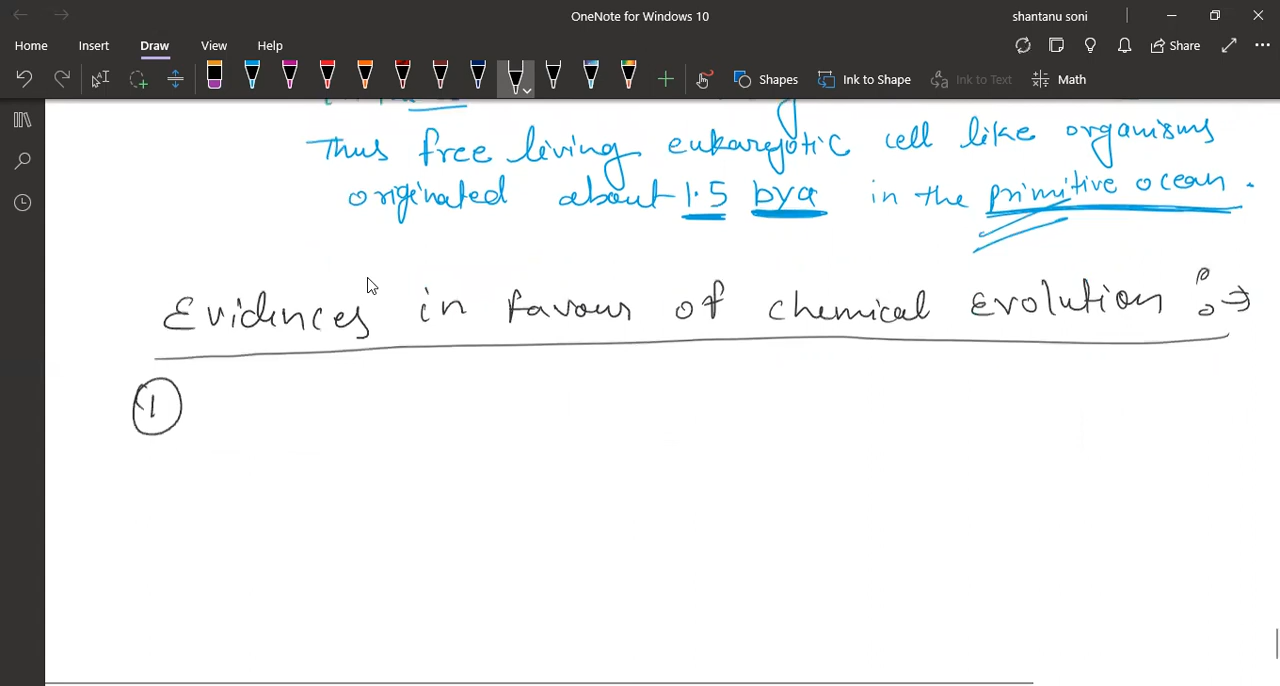 OneNote for Windows 10
shantanu soni
Home Insert Draw View Help
Share
Shapes Ink to Shape Ink to Text Math
Thus free living eukaryotic cell like organisms
originated about 1.5 bya in the primitive ocean.
Evidences in favour of chemical Evolution :→
1